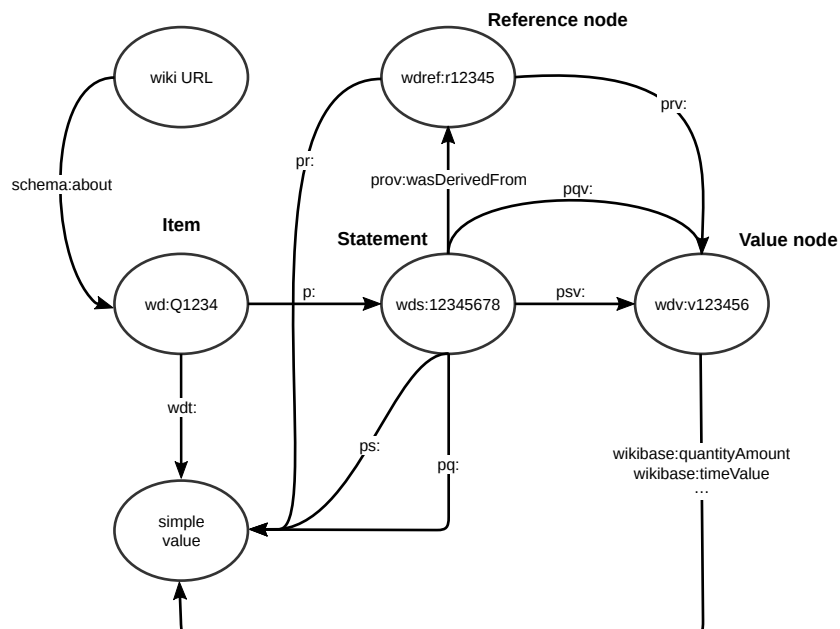 Reference node
wiki URL
wdref:r12345
prv:
pr:
schema:about
prov:wasDerivedFrom
pqv:
Item
Statement
Value node
wd:Q1234
p:
wds:12345678
psv:
wdv:v123456
wdt:
ps:
pq:
wikibase:quantityAmount
wikibase:timeValue
...
simple
value